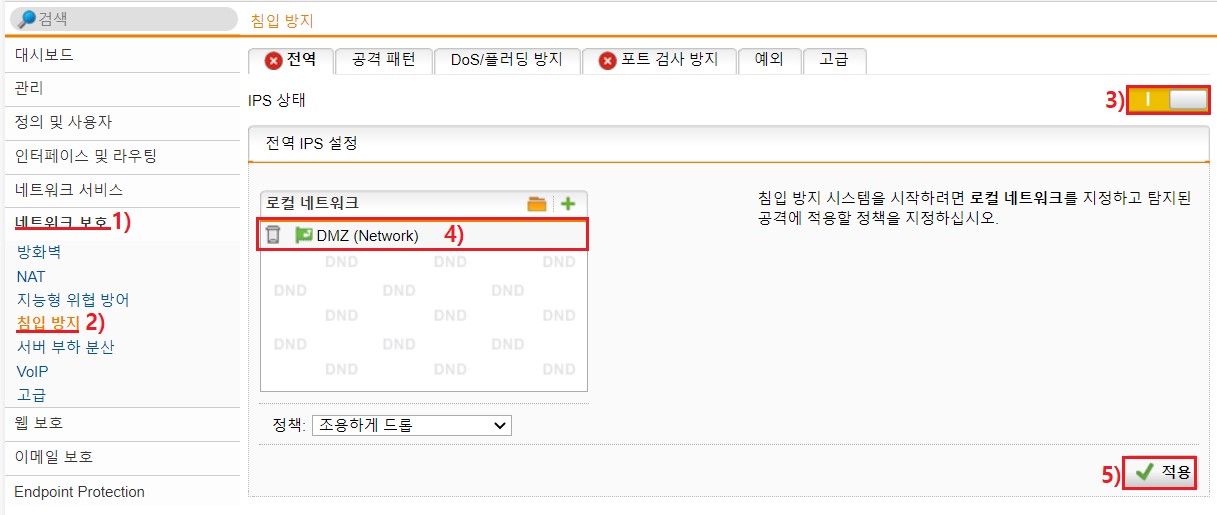 검색
침입 방지
대시보드
관리
정의 및 사용자
인터페이스 및 라우팅
네트워크 서비스
네트워크 보호 1)
방화벽
NAT
지능형 위협 방어
침입 방지 2)
서버 부하 분산
VoIP
고급
웹 보호
이메일 보호
Endpoint Protection
전역 공격 패턴 DoS/플러딩 방지 포트 검사 방지 예외 고급
IPS 상태 3)
전역 IPS 설정
로컬 네트워크
DMZ (Network) 4)
DND DND DND
DND DND DND
DND DND DND
DND DND DND
DND DND DND
침입 방지 시스템을 시작하려면 로컬 네트워크를 지정하고 탐지된
공격에 적용할 정책을 지정하십시오.
정책: 조용하게 드롭
5) 적용